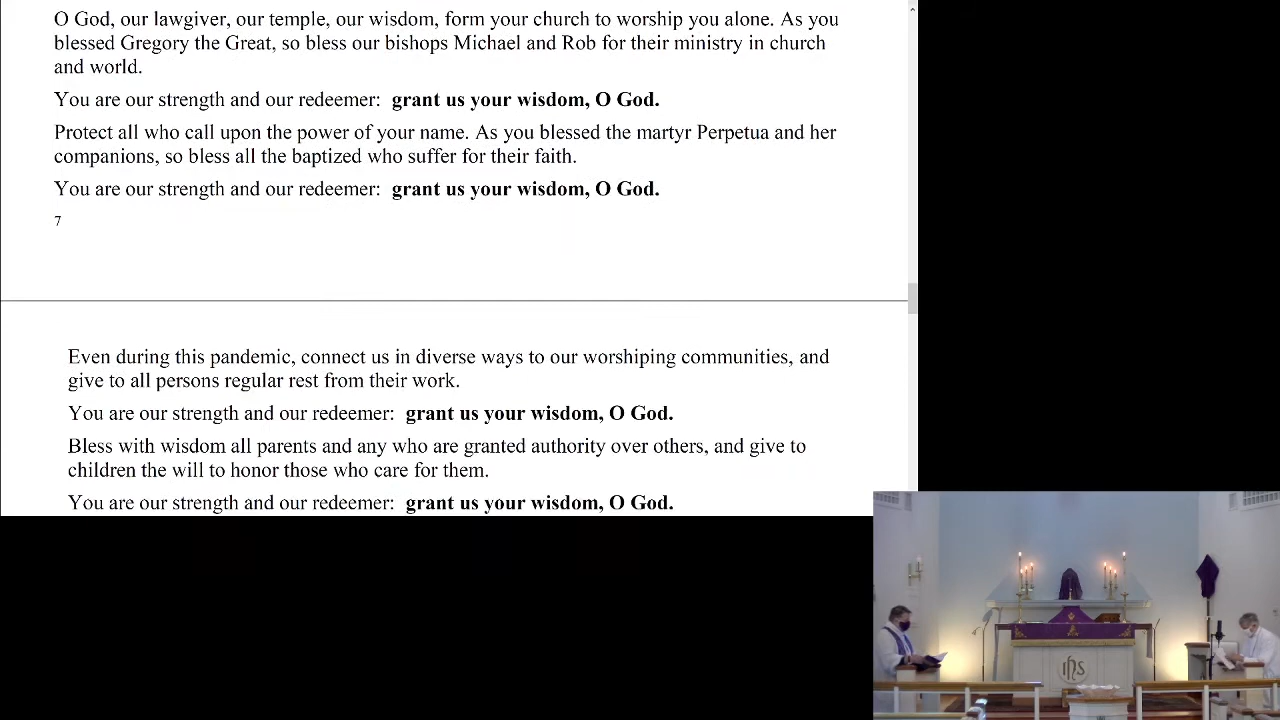 O God, our lawgiver, our temple, our wisdom, form your church to worship you alone. As you
blessed Gregory the Great, so bless our bishops Michael and Rob for their ministry in church
and world.
You are our strength and our redeemer: grant us your wisdom, O God.
Protect all who call upon the power of your name. As you blessed the martyr Perpetua and her
companions, so bless all the baptized who suffer for their faith.
You are our strength and our redeemer: grant us your wisdom, O God.
7
Even during this pandemic, connect us in diverse ways to our worshiping communities, and
give to all persons regular rest from their work.
You are our strength and our redeemer: grant us your wisdom, O God.
Bless with wisdom all parents and any who are granted authority over others, and give to
children the will to honor those who care for them.
You are our strength and our redeemer: grant us your wisdom, O God.
IHS